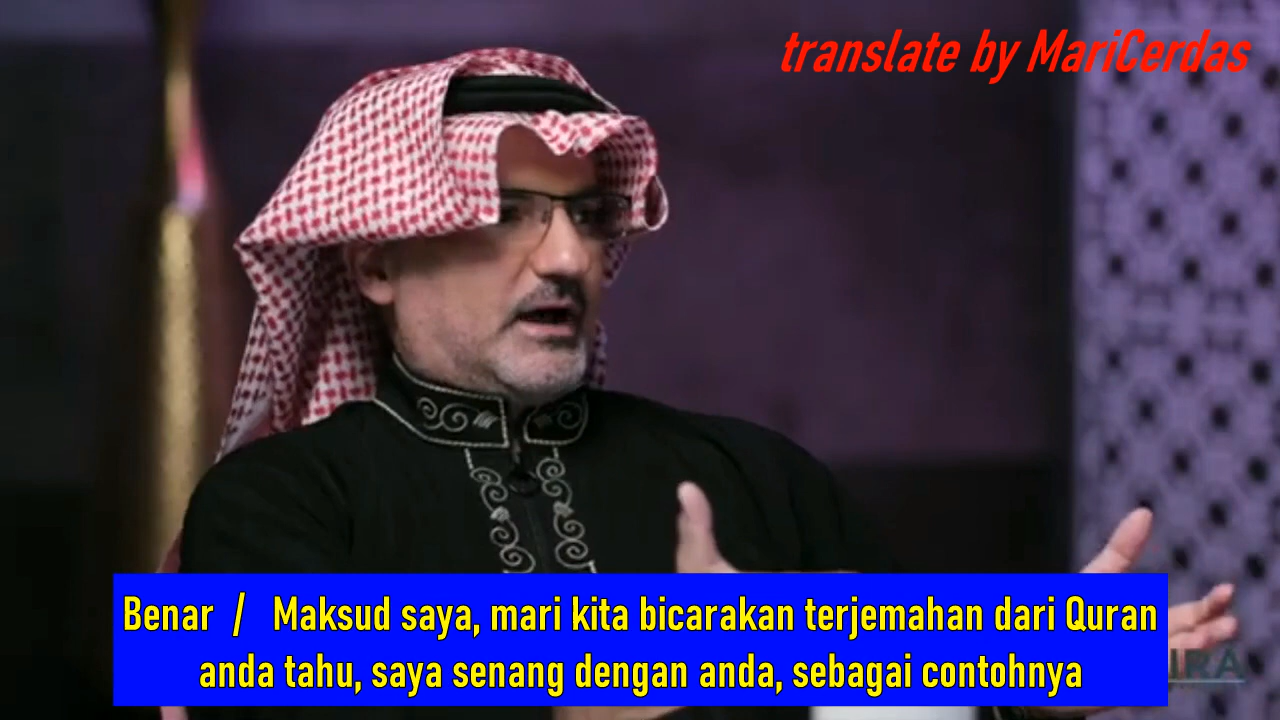 translate by MariCerdas
Benar / Maksud saya, mari kita bicarakan terjemahan dari Quran
anda tahu, saya senang dengan anda, sebagai contohnya
IRA